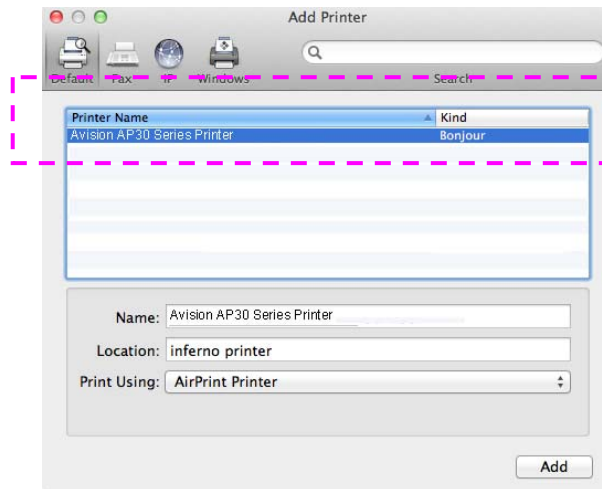 Add Printer
Default Fax IP Windows Search
Printer Name Kind
Avision AP30 Series Printer Bonjour
Name: Avision AP30 Series Printer
Location: inferno printer
Print Using: AirPrint Printer
Add